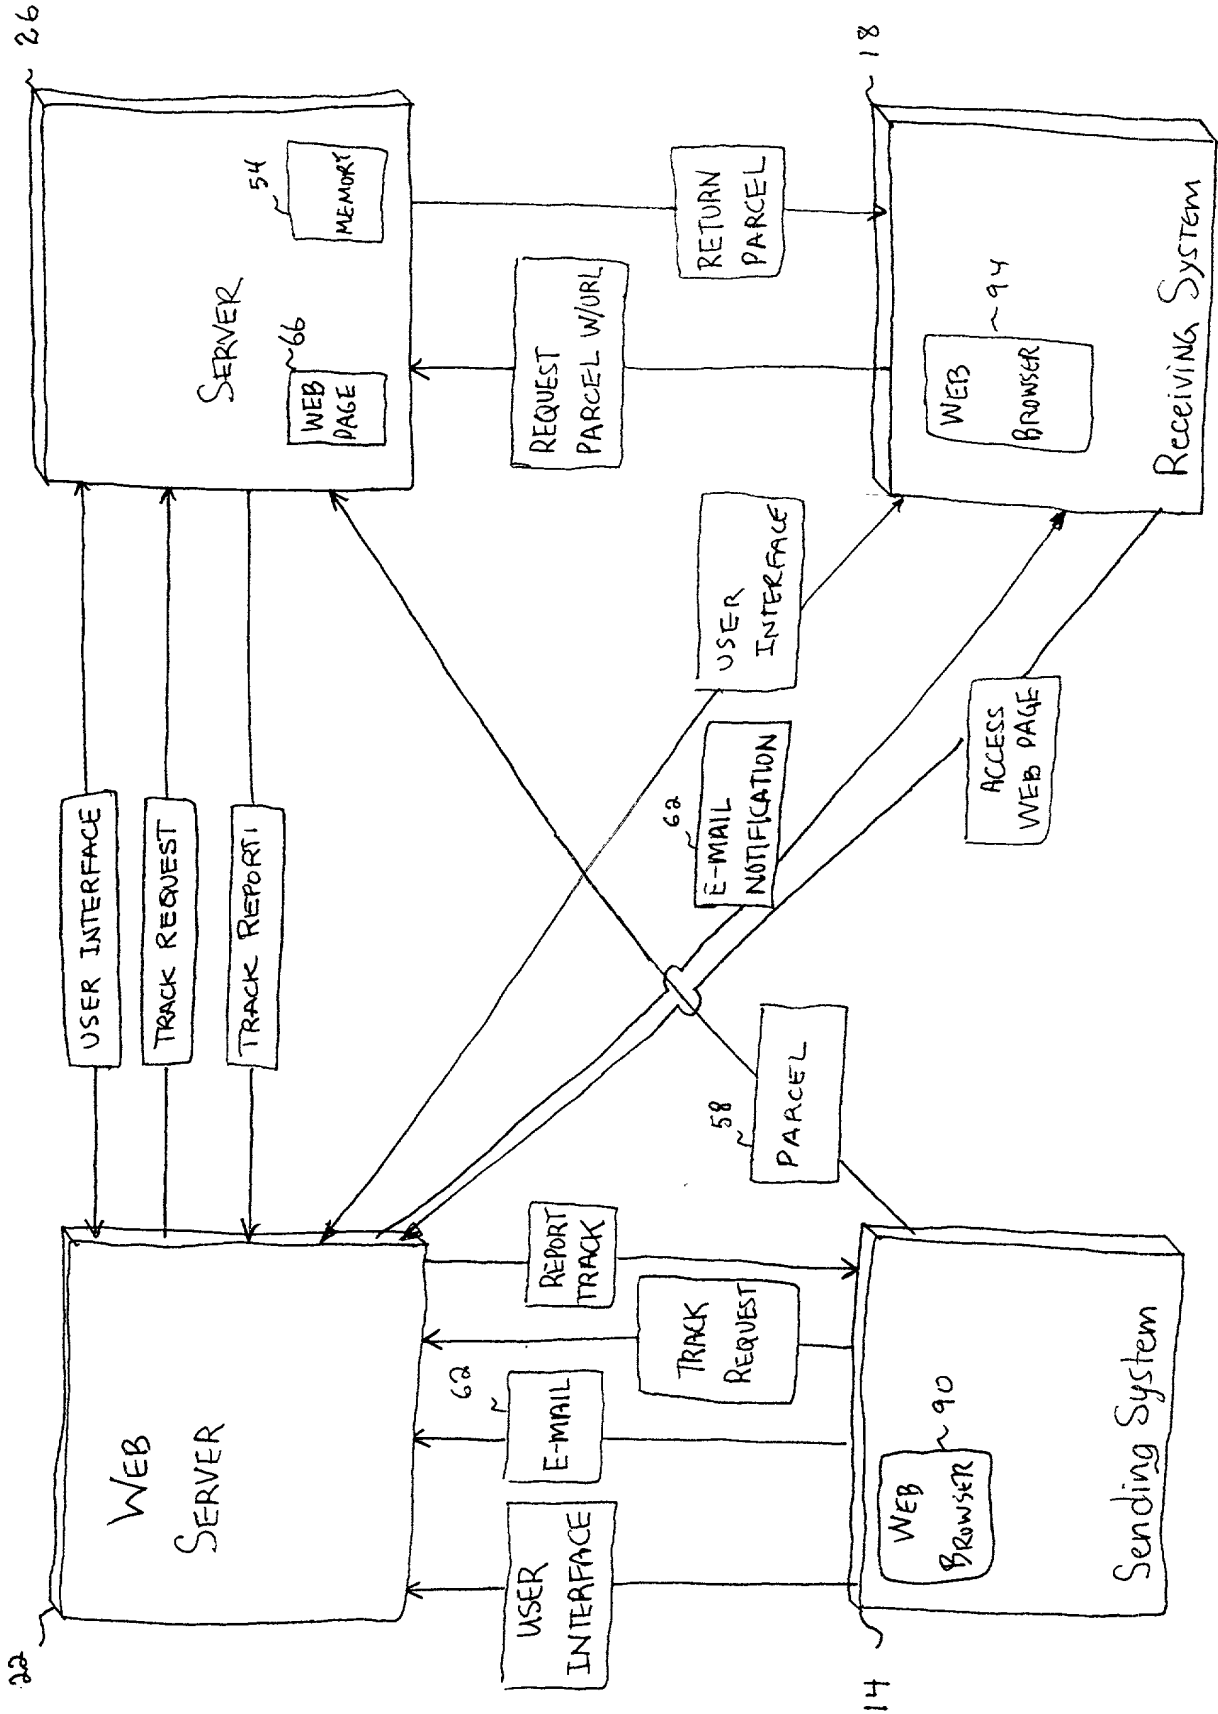 22
WEB
SERVER
USER INTERFACE
TRACK REQUEST
TRACK REPORT
26
SERVER
66
WEB
PAGE
54
MEMORY
USER
INTERFACE
62
E-MAIL
TRACK
REQUEST
REPORT
TRACK
58
PARCEL
62
E-MAIL
NOTIFICATION
USER
INTERFACE
ACCESS
WEB PAGE
REQUEST
PARCEL W/URL
RETURN
PARCEL
14
WEB
BROWSER
90
Sending System
18
WEB
BROWSER
94
Receiving System